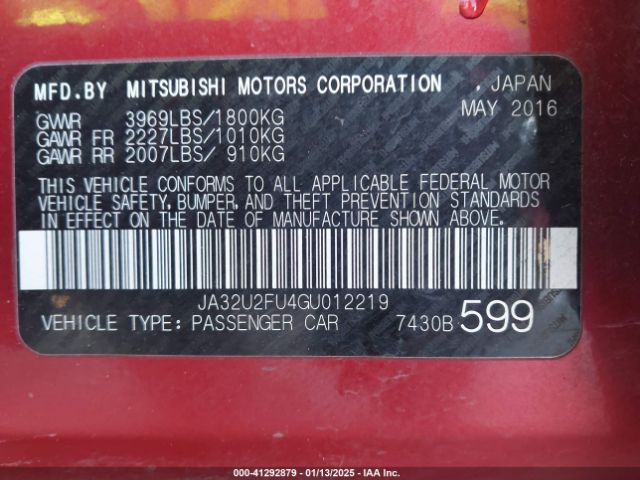 MFD.BY MITSUBISHI MOTORS CORPORATION , JAPAN
MAY 2016
GWR 3969LBS/1800KG
GAWR FR 2227LBS/1010KG
GAWR RR 2007LBS/ 910KG
THIS VEHICLE CONFORMS TO ALL APPLICABLE FEDERAL MOTOR
VEHICLE SAFETY, BUMPER, AND THEFT PREVENTION STANDARDS
IN EFFECT ON THE DATE OF MANUFACTURE SHOWN ABOVE.
JA32U2FU4GU012219
VEHICLE TYPE: PASSENGER CAR 7430B 599
000-41292879 - 01/13/2025 - IAA